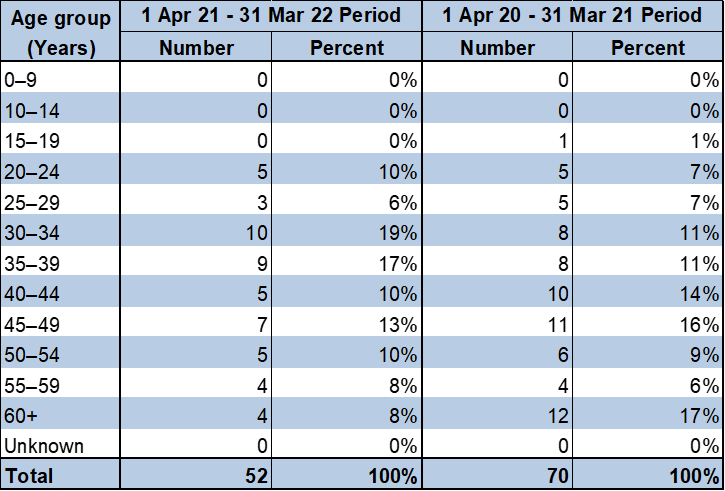 Age group 1 Apr 21 - 31 Mar 22 Period 1 Apr 20 - 31 Mar 21 Period
(Years) Number Percent Number Percent
0–9 0 0% 0 0%
10–14 0 0% 0 0%
15–19 0 0% 1 1%
20–24 5 10% 5 7%
25–29 3 6% 5 7%
30–34 10 19% 8 11%
35–39 9 17% 8 11%
40–44 5 10% 10 14%
45–49 7 13% 11 16%
50–54 5 10% 6 9%
55–59 4 8% 4 6%
60+ 4 8% 12 17%
Unknown 0 0% 0 0%
Total 52 100% 70 100%